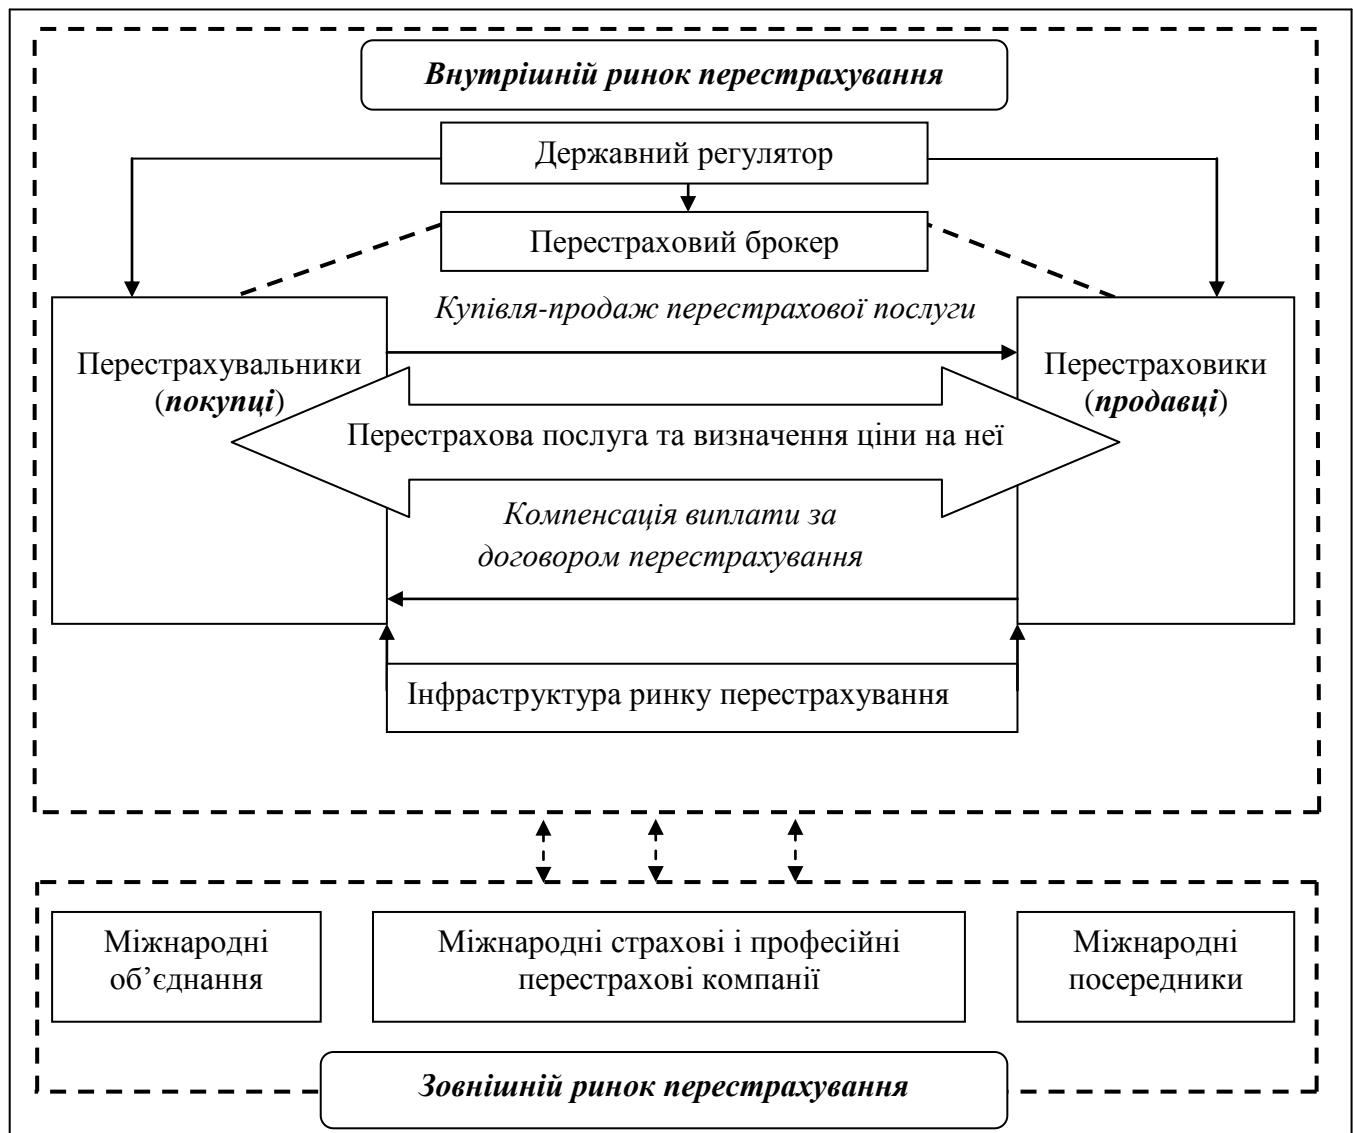 Внутрішній ринок перестрахування
Державний регулятор
Перестраховий брокер
Купівля-продаж перестрахової послуги
Перестрахувальники
(покупці)
Перестраховики
(продавці)
Перестрахова послуга та визначення ціни на неї
Компенсація виплати за
договором перестрахування
Інфраструктура ринку перестрахування
Міжнародні
об’єднання
Міжнародні страхові і професійні
перестрахові компанії
Міжнародні
посередники
Зовнішній ринок перестрахування